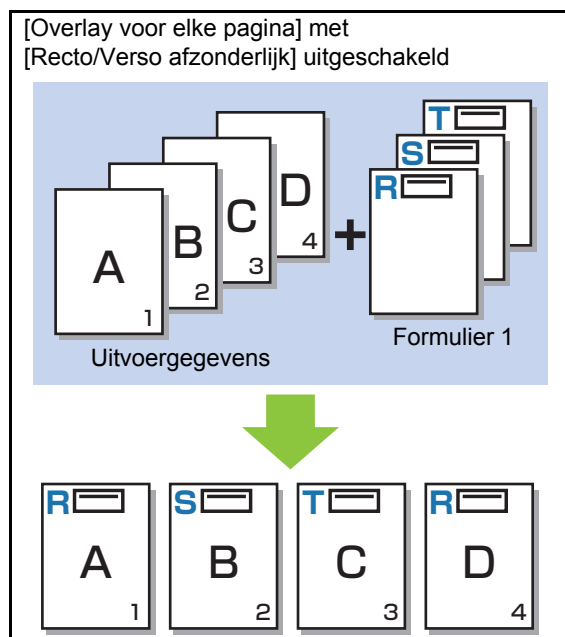 [Overlay voor elke pagina] met
[Recto/Verso afzonderlijk] uitgeschakeld
A
1
B
2
C
3
D
4
+
R
S
T
Uitvoergegevens
Formulier 1
R
A
1
S
B
2
T
C
3
R
D
4